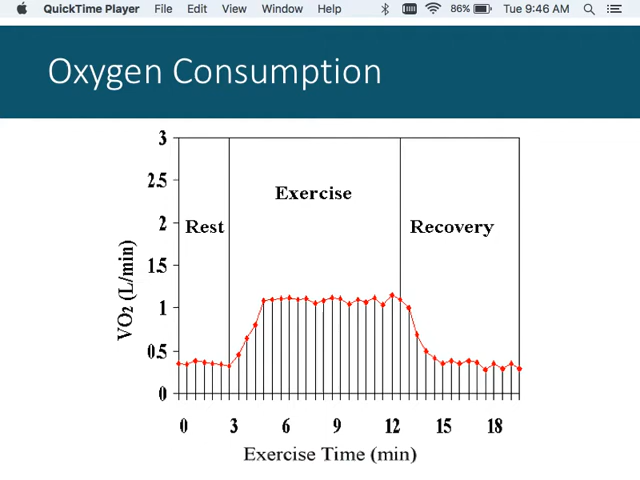 QuickTime Player File Edit View Window Help 86% Tue 9:46 AM
Oxygen Consumption
3
2.5
2
1.5
1
0.5
0
VO2 (L/min)
Rest
Exercise
Recovery
0 3 6 9 12 15 18
Exercise Time (min)